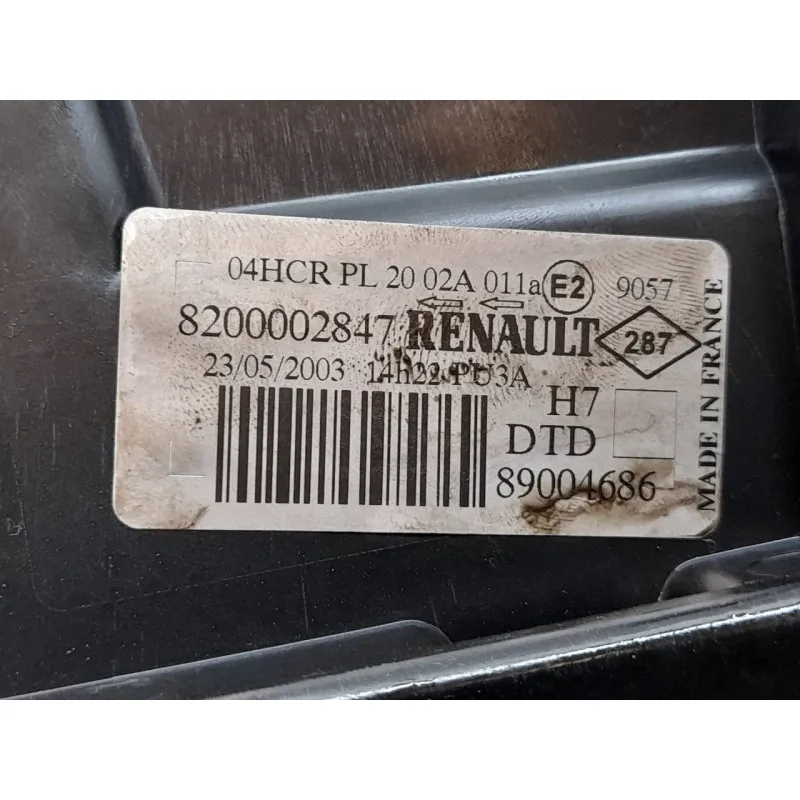 04HCR PL 20 02A 011a E2 9057
8200002847 RENAULT 287
23/05/2003 14h22 PU3A
H7
DTD
89004686
MADE IN FRANCE